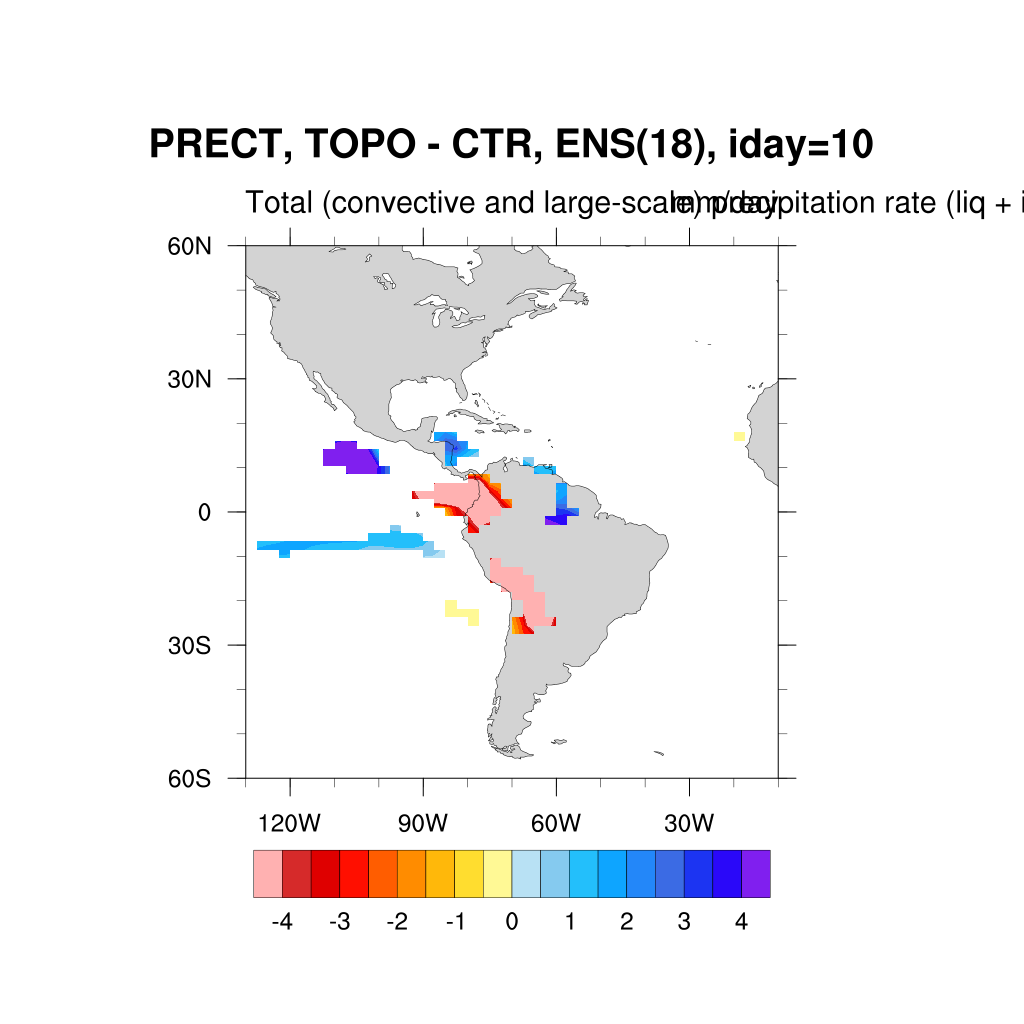 PRECT, TOPO - CTR, ENS(18), iday=10
Total (convective and large-scale) precipitation rate (liq + i
mm/day
60N
30N
0
30S
60S
120W 90W 60W 30W
-4 -3 -2 -1 0 1 2 3 4